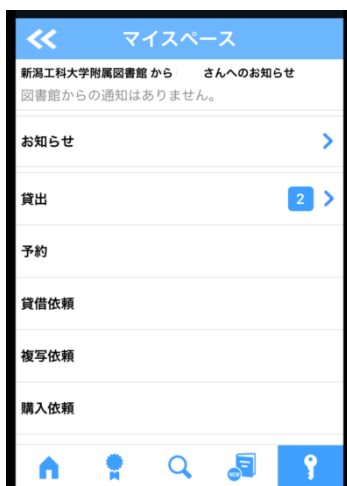 マイスペース
新潟工科大学附属図書館 から さんへのお知らせ
図書館からの通知はありません。
お知らせ
貸出 2
予約
貸借依頼
複写依頼
購入依頼
NEW